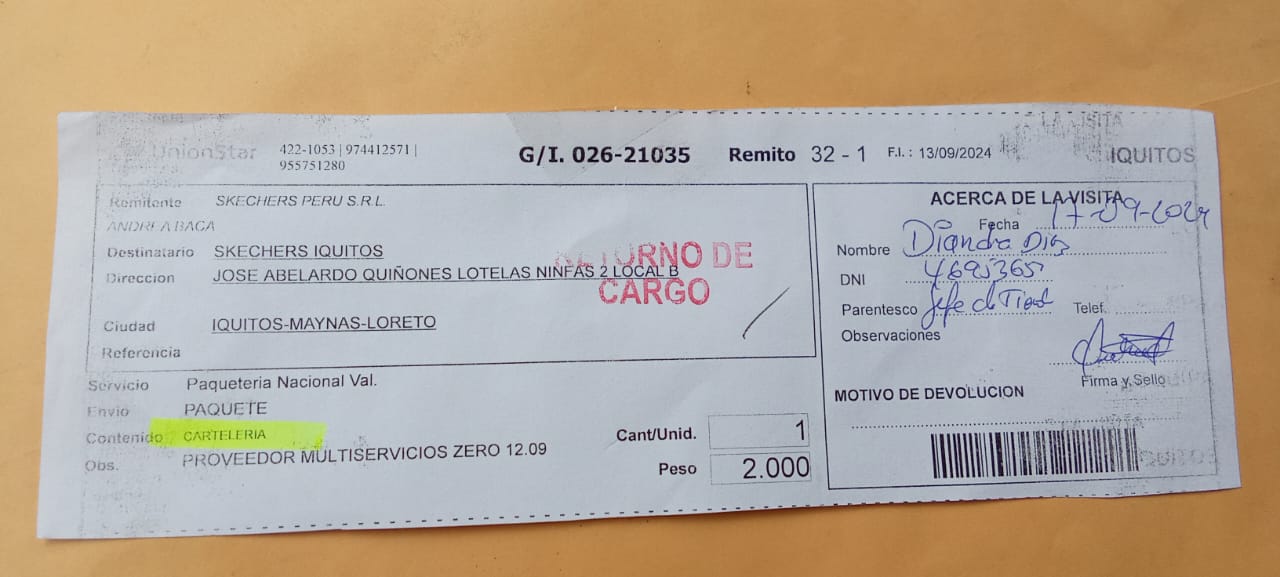 UnionStar
422-1053 | 974412571 |
955751280
G/I. 026-21035
Remito 32 - 1
F.I. : 13/09/2024
IQUITOS
Remitente SKECHERS PERU S.R.L.
ANDREA BACA
Destinatario SKECHERS IQUITOS
Direccion JOSE ABELARDO QUIÑONES LOTELAS NINFAS 2 LOCAL B
RETORNO DE
CARGO
Ciudad IQUITOS-MAYNAS-LORETO
Referencia
Servicio Paqueteria Nacional Val.
Envio PAQUETE
Contenido CARTELERIA
Obs. PROVEEDOR MULTISERVICIOS ZERO 12.09
Cant/Unid. 1
Peso 2.000
ACERCA DE LA VISITA
Fecha 17-09-2024
Nombre Diandra Dias
DNI
Parentesco Jefe de
Telef.
Observaciones
Firma y Sello
MOTIVO DE DEVOLUCION